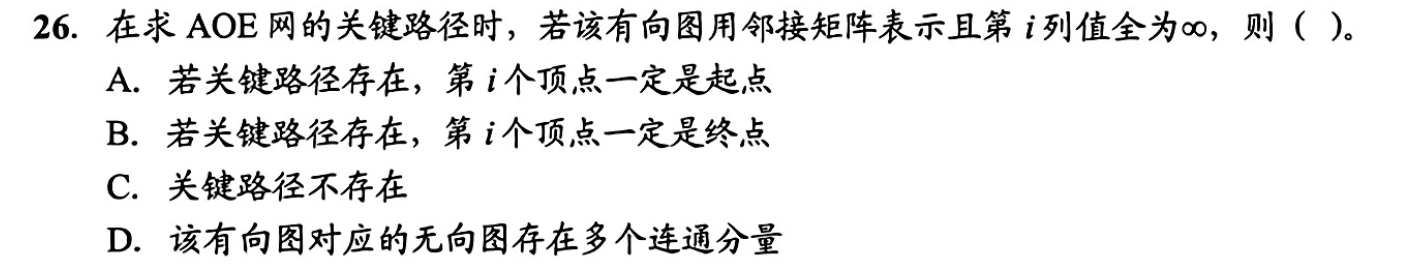 26. 在求 AOE 网的关键路径时，若该有向图用邻接矩阵表示且第 i 列值全为∞，则（ ）。
A. 若关键路径存在，第 i 个顶点一定是起点
B. 若关键路径存在，第 i 个顶点一定是终点
C. 关键路径不存在
D. 该有向图对应的无向图存在多个连通分量